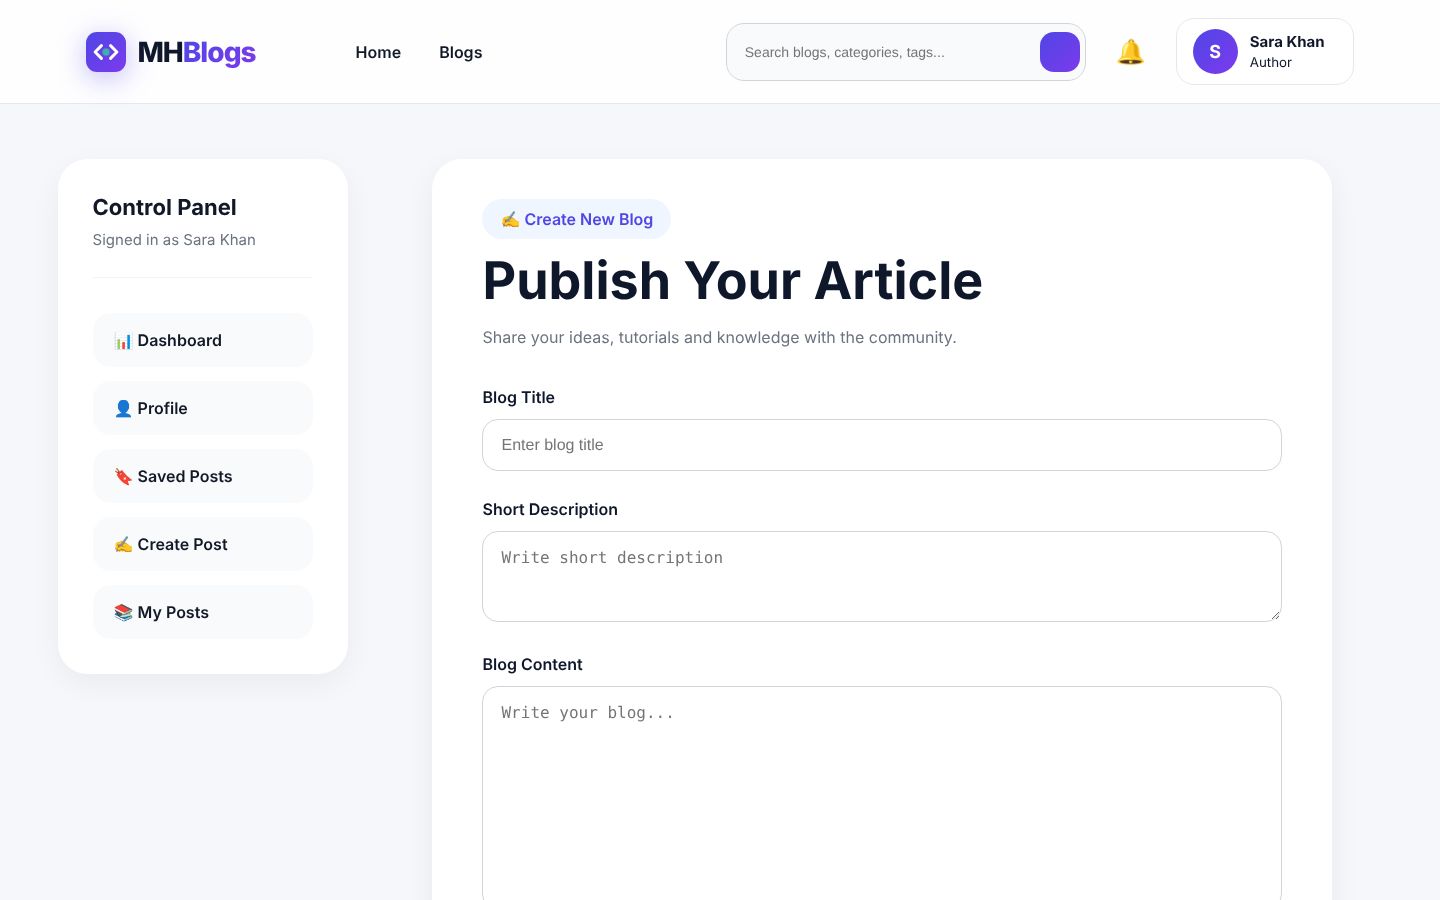 MHBlogs
Home
Blogs
Search blogs, categories, tags...
🔔
S
Sara Khan
Author
Control Panel
Signed in as Sara Khan
📊 Dashboard
👤 Profile
🔖 Saved Posts
✍️ Create Post
📚 My Posts
✍️ Create New Blog
Publish Your Article
Share your ideas, tutorials and knowledge with the community.
Blog Title
Enter blog title
Short Description
Write short description
Blog Content
Write your blog...